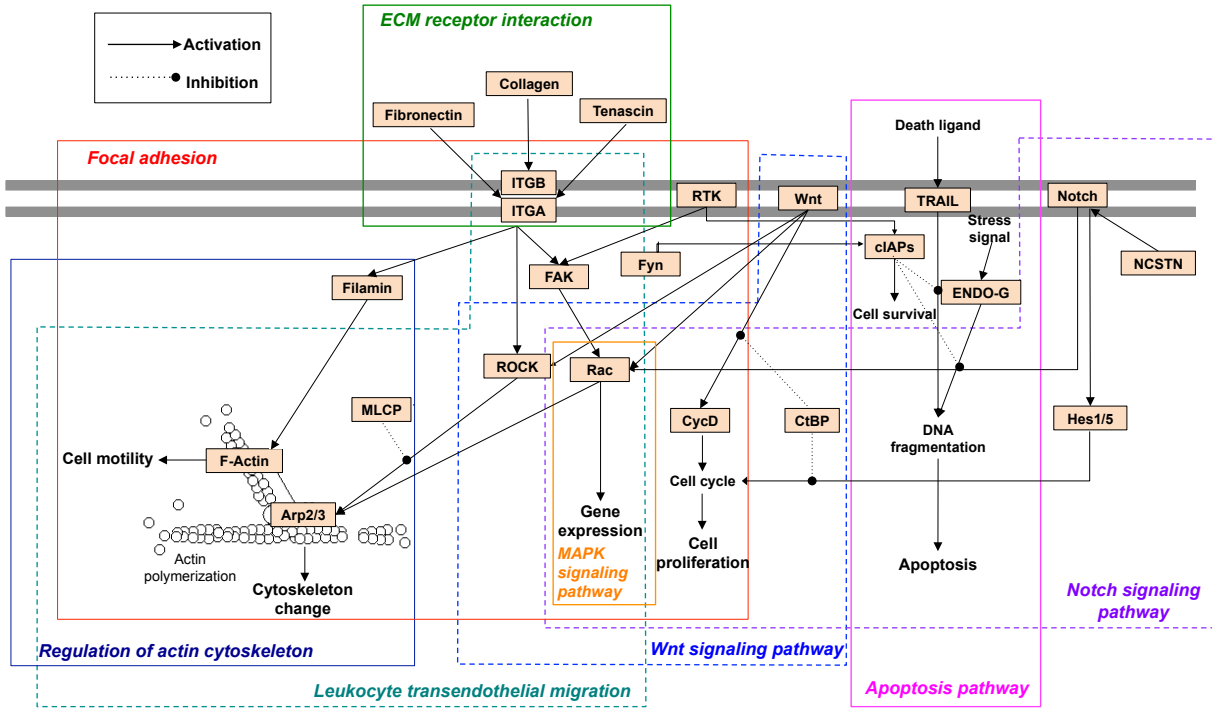 ECM receptor interaction
Activation
Inhibition
Collagen
Fibronectin
Tenascin
Death ligand
Focal adhesion
ITGB
ITGA
RTK
Wnt
TRAIL
Notch
Stress
signal
cIAPs
NCSTN
Fyn
FAK
Filamin
ENDO-G
Cell survival
ROCK
Rac
MLCP
CycD
CtBP
Hes1/5
DNA
fragmentation
F-Actin
Cell motility
Cell cycle
Arp2/3
Gene
expression
Cell
proliferation
Actin
polymerization
MAPK
signaling
pathway
Apoptosis
Cytoskeleton
change
Notch signaling
pathway
Regulation of actin cytoskeleton
Wnt signaling pathway
Leukocyte transendothelial migration
Apoptosis pathway